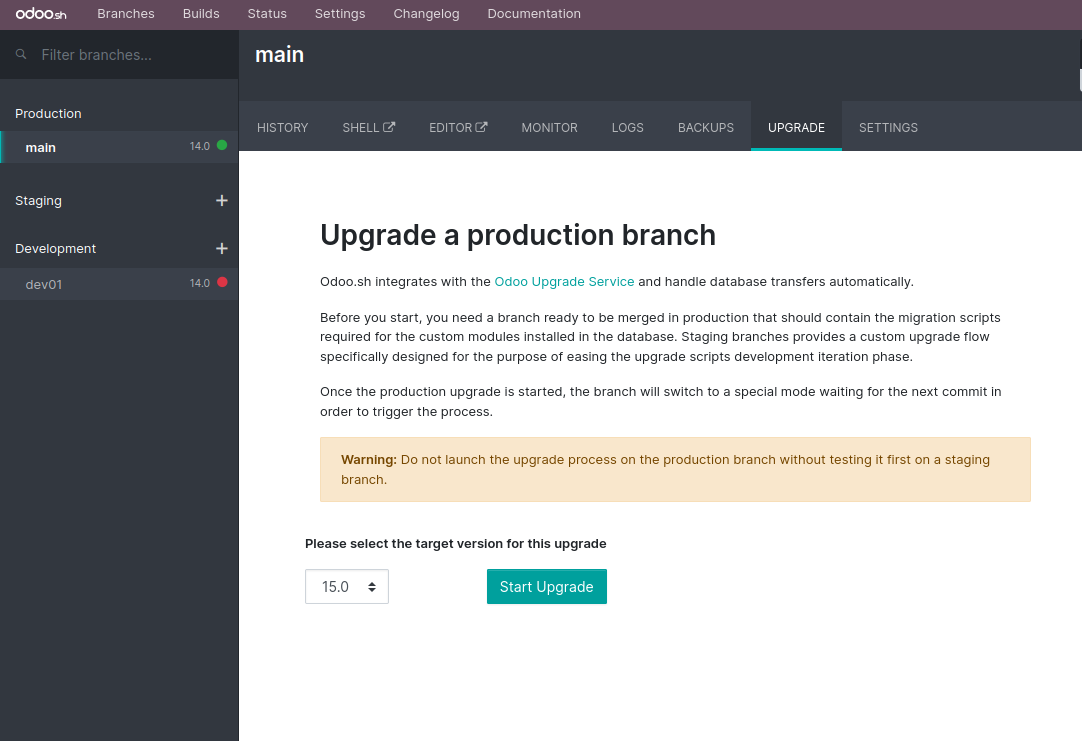 odoo.sh Branches Builds Status Settings Changelog Documentation
Filter branches...
Production
main 14.0
Staging +
Development +
dev01 14.0
main
HISTORY SHELL EDITOR MONITOR LOGS BACKUPS UPGRADE SETTINGS
Upgrade a production branch
Odoo.sh integrates with the Odoo Upgrade Service and handle database transfers automatically.
Before you start, you need a branch ready to be merged in production that should contain the migration scripts
required for the custom modules installed in the database. Staging branches provides a custom upgrade flow
specifically designed for the purpose of easing the upgrade scripts development iteration phase.
Once the production upgrade is started, the branch will switch to a special mode waiting for the next commit in
order to trigger the process.
Warning: Do not launch the upgrade process on the production branch without testing it first on a staging
branch.
Please select the target version for this upgrade
15.0 Start Upgrade